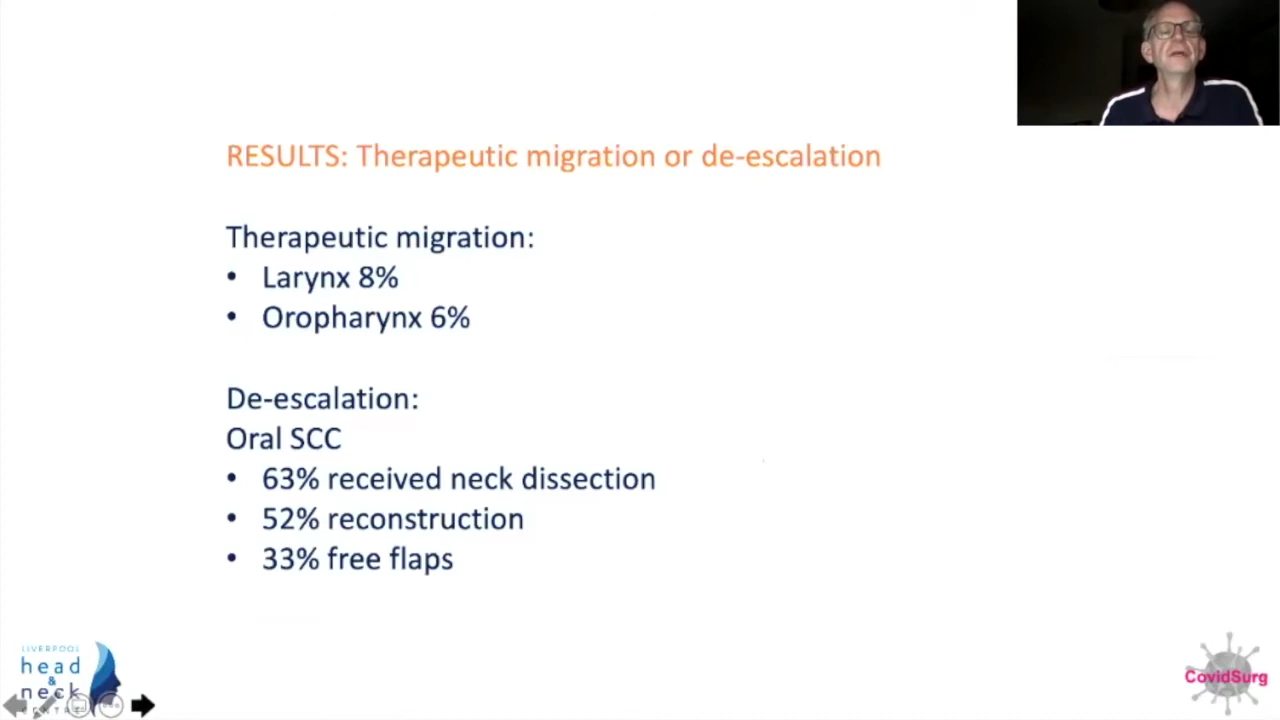 RESULTS: Therapeutic migration or de-escalation
Therapeutic migration:
• Larynx 8%
• Oropharynx 6%
De-escalation:
Oral SCC
• 63% received neck dissection
• 52% reconstruction
• 33% free flaps
LIVERPOOL
head
&
neck
CENTRE
CovidSurg